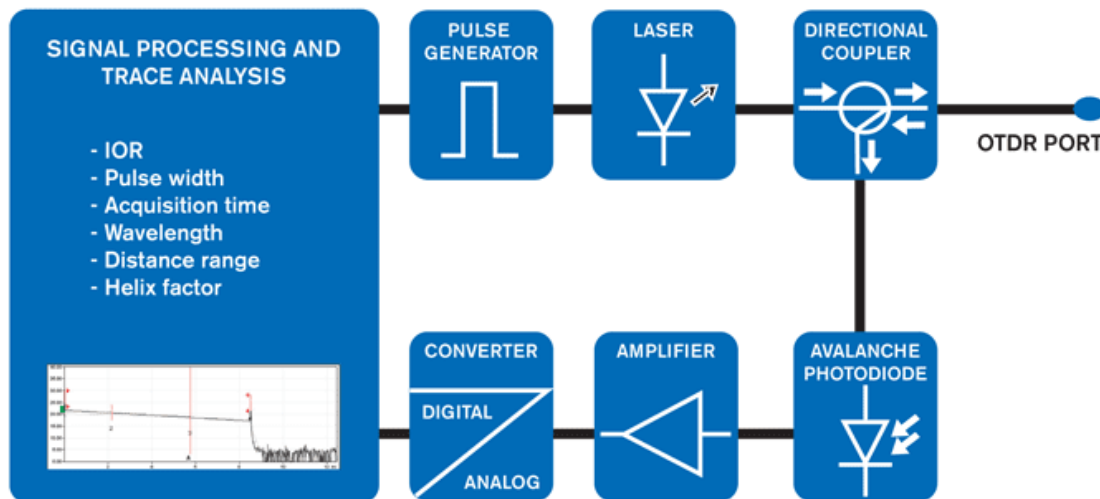 SIGNAL PROCESSING AND
TRACE ANALYSIS
- IOR
- Pulse width
- Acquisition time
- Wavelength
- Distance range
- Helix factor
PULSE
GENERATOR
LASER
DIRECTIONAL
COUPLER
OTDR PORT
CONVERTER
DIGITAL
ANALOG
AMPLIFIER
AVALANCHE
PHOTODIODE